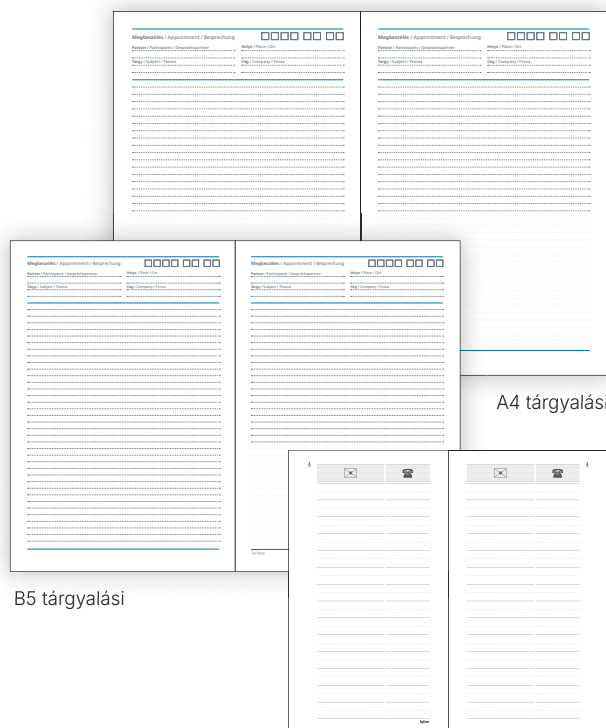 Megbeszélés / Appointment / Besprechung
Partner / Participants / Gesprächspartner Helye / Place / Ort
Tárgy / Subject / Thema Cég / Company / Firma
Megbeszélés / Appointment / Besprechung
Partner / Participants / Gesprächspartner Helye / Place / Ort
Tárgy / Subject / Thema Cég / Company / Firma
Megbeszélés / Appointment / Besprechung
Partner / Participants / Gesprächspartner Helye / Place / Ort
Tárgy / Subject / Thema Cég / Company / Firma
Megbeszélés / Appointment / Besprechung
Partner / Participants / Gesprächspartner Helye / Place / Ort
Tárgy / Subject / Thema Cég / Company / Firma
A4 tárgyalási
A
A
B5 tárgyalási